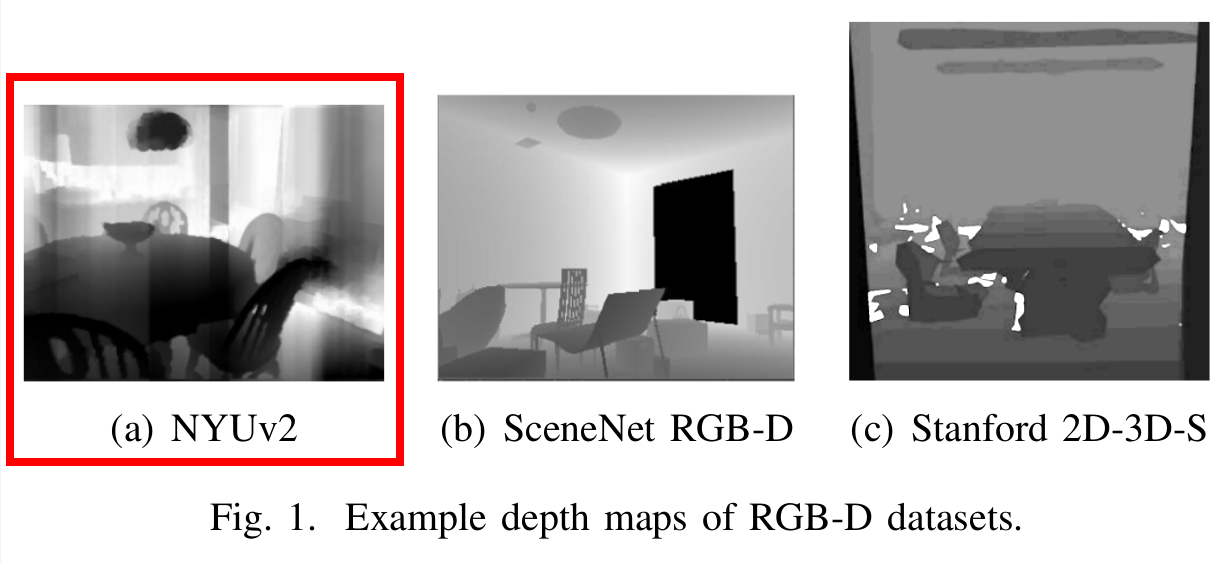 (a) NYUv2 (b) SceneNet RGB-D (c) Stanford 2D-3D-S
Fig. 1. Example depth maps of RGB-D datasets.